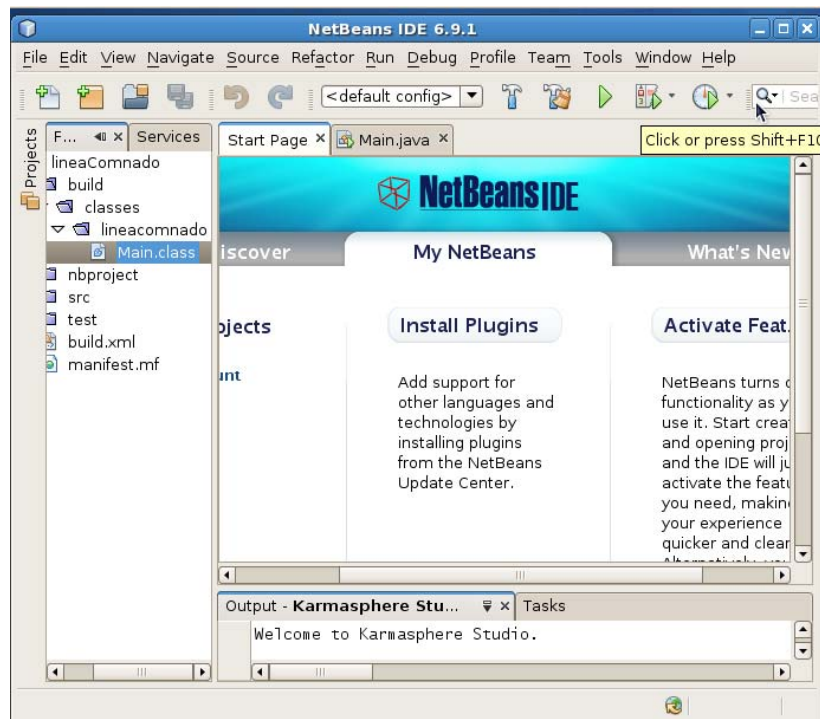 NetBeans IDE 6.9.1
File Edit View Navigate Source Refactor Run Debug Profile Team Tools Window Help
<default config>
Sea
Projects
F... Services
Start Page
Main.java
Click or press Shift+F10
lineaComnado
build
classes
lineacomnado
Main.class
nbproject
src
test
build.xml
manifest.mf
NetBeans IDE
iscover
My NetBeans
What's New
ojects
unt
Install Plugins
Add support for
other languages and
technologies by
installing plugins
from the NetBeans
Update Center.
Activate Feat
NetBeans turns
functionality as y
use it. Start crea
and opening proj
and the IDE will ju
activate the featu
you need, makin
your experience
quicker and clear
Output - Karmasphere Stu... Tasks
Welcome to Karmasphere Studio.